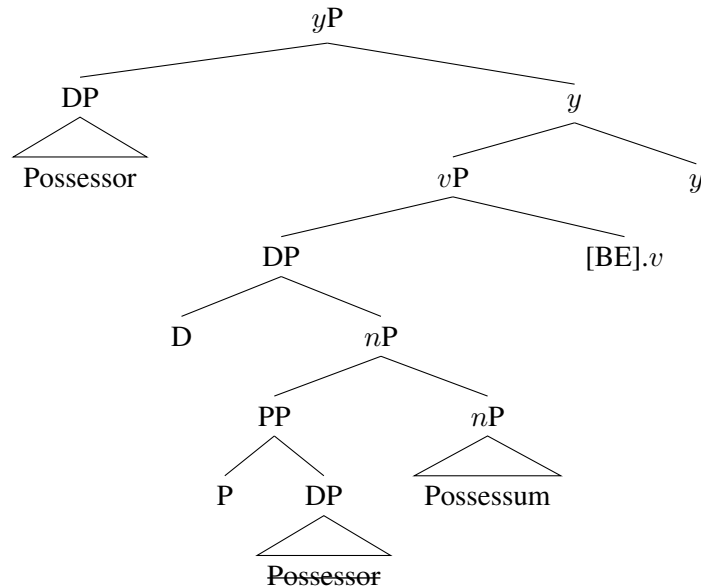 yP
DP y
Possessor vP y
DP [BE].v
D nP
PP nP
P DP Possessum
Possessor